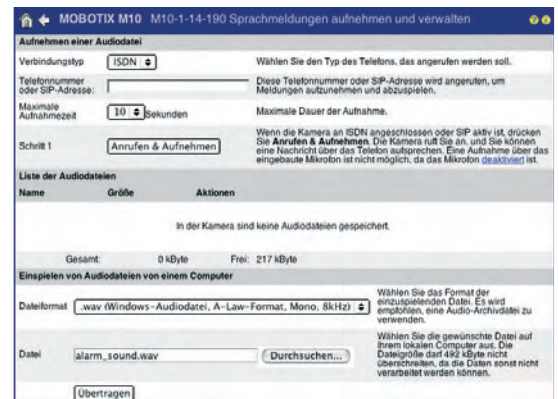 MOBOTIX M10 M10-1-14-190 Sprachmeldungen aufnehmen und verwalten
Aufnehmen einer Audiodatei
Verbindungstyp ISDN Wählen Sie den Typ des Telefons, das angerufen werden soll.
Telefonnummer oder SIP-Adresse: Diese Telefonnummer oder SIP-Adresse wird angerufen, um
Meldungen aufzunehmen und abzuspielen.
Maximale Aufnahmezeit 10 Sekunden Maximale Dauer der Aufnahme.
Schritt 1 Anrufen & Aufnehmen
Wenn die Kamera an ISDN angeschlossen oder SIP aktiv ist, drücken
Sie Anrufen & Aufnehmen. Die Kamera ruft Sie an, und Sie können
eine Nachricht über das Telefon aufsprechen. Eine Aufnahme über das
eingebaute Mikrofon ist nicht möglich, da das Mikrofon deaktiviert ist.
Liste der Audiodateien
Name Größe Aktionen
In der Kamera sind keine Audiodateien gespeichert.
Gesamt: 0 kByte Frei: 217 kByte
Einspielen von Audiodateien von einem Computer
Dateiformat .wav (Windows-Audiodatei, A-Law-Format, Mono, 8kHz)
Wählen Sie das Format der
einzuspielenden Datei. Es wird
empfohlen, eine Audio-Archivdatei zu
verwenden.
Datei alarm_sound.wav Durchsuchen...
Wählen Sie die gewünschte Datei auf
Ihrem lokalen Computer aus. Die
Dateigröße darf 492 kByte nicht
überschreiten, da die Daten sonst nicht
verarbeitet werden können.
Übertragen